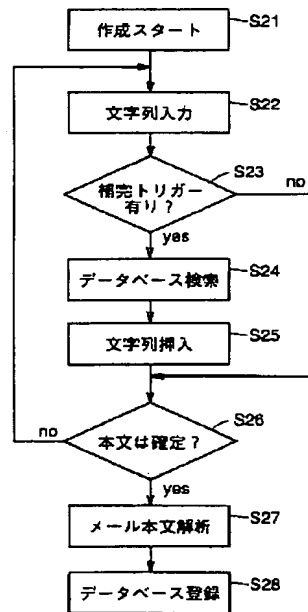 作成スタート S21
文字列入力 S22
補完トリガー
有り? S23
no
yes
データベース検索 S24
文字列挿入 S25
本文は確定? S26
no
yes
メール本文解析 S27
データベース登録 S28